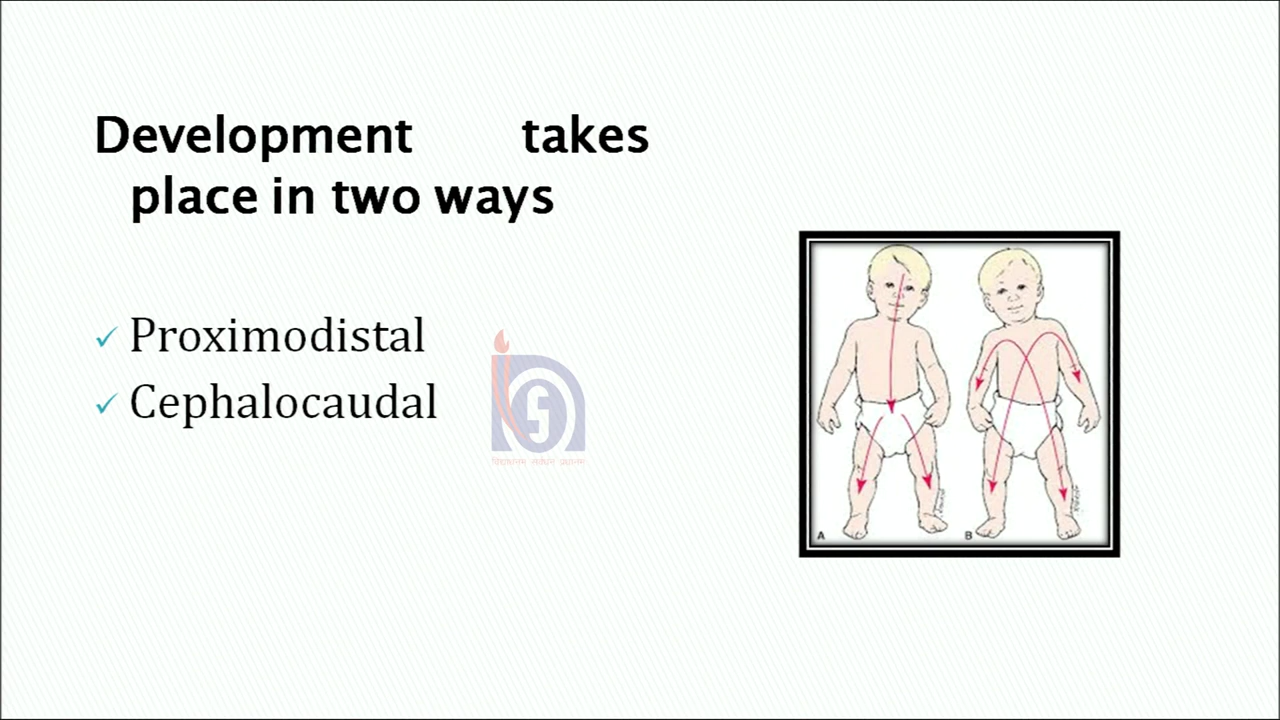 Development takes
place in two ways
✓ Proximodistal
✓ Cephalocaudal
A
B